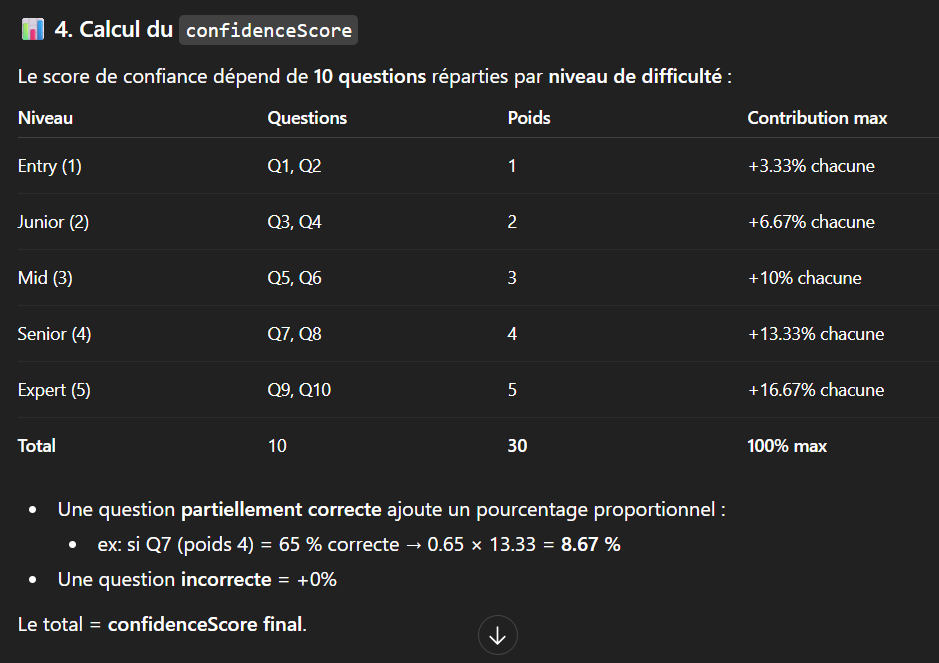 4. Calcul du confidenceScore
Le score de confiance dépend de 10 questions réparties par niveau de difficulté :
Niveau Questions Poids Contribution max
Entry (1) Q1, Q2 1 +3.33% chacune
Junior (2) Q3, Q4 2 +6.67% chacune
Mid (3) Q5, Q6 3 +10% chacune
Senior (4) Q7, Q8 4 +13.33% chacune
Expert (5) Q9, Q10 5 +16.67% chacune
Total 10 30 100% max
• Une question partiellement correcte ajoute un pourcentage proportionnel :
• ex: si Q7 (poids 4) = 65 % correcte → 0.65 × 13.33 = 8.67 %
• Une question incorrecte = +0%
Le total = confidenceScore final.